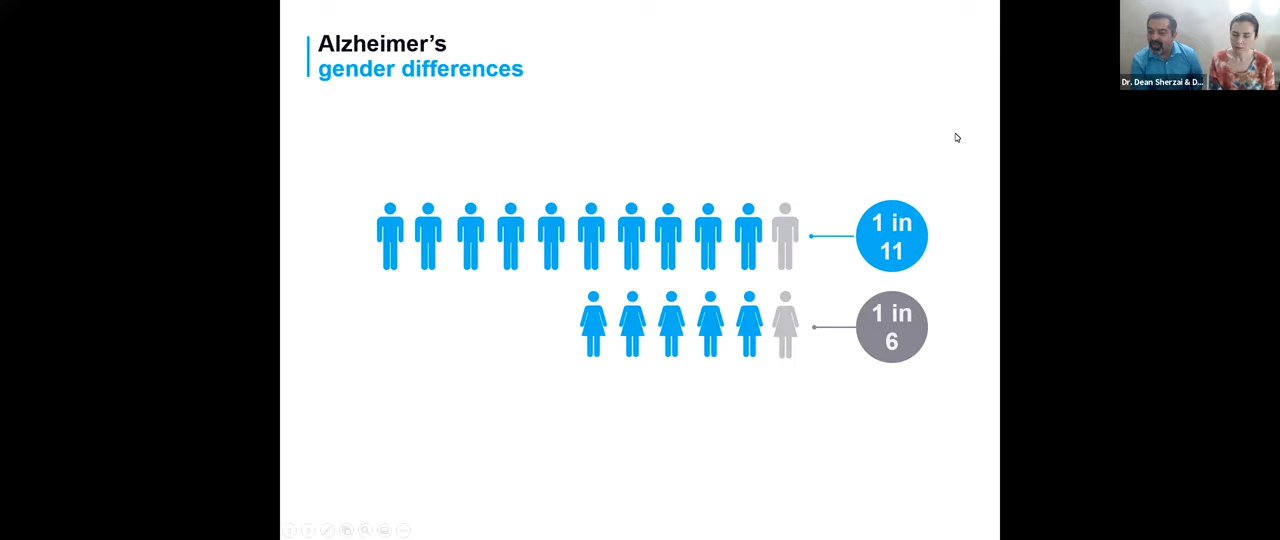 Alzheimer's
gender differences
1 in
11
1 in
6
Dr. Dean Sherzai & D...